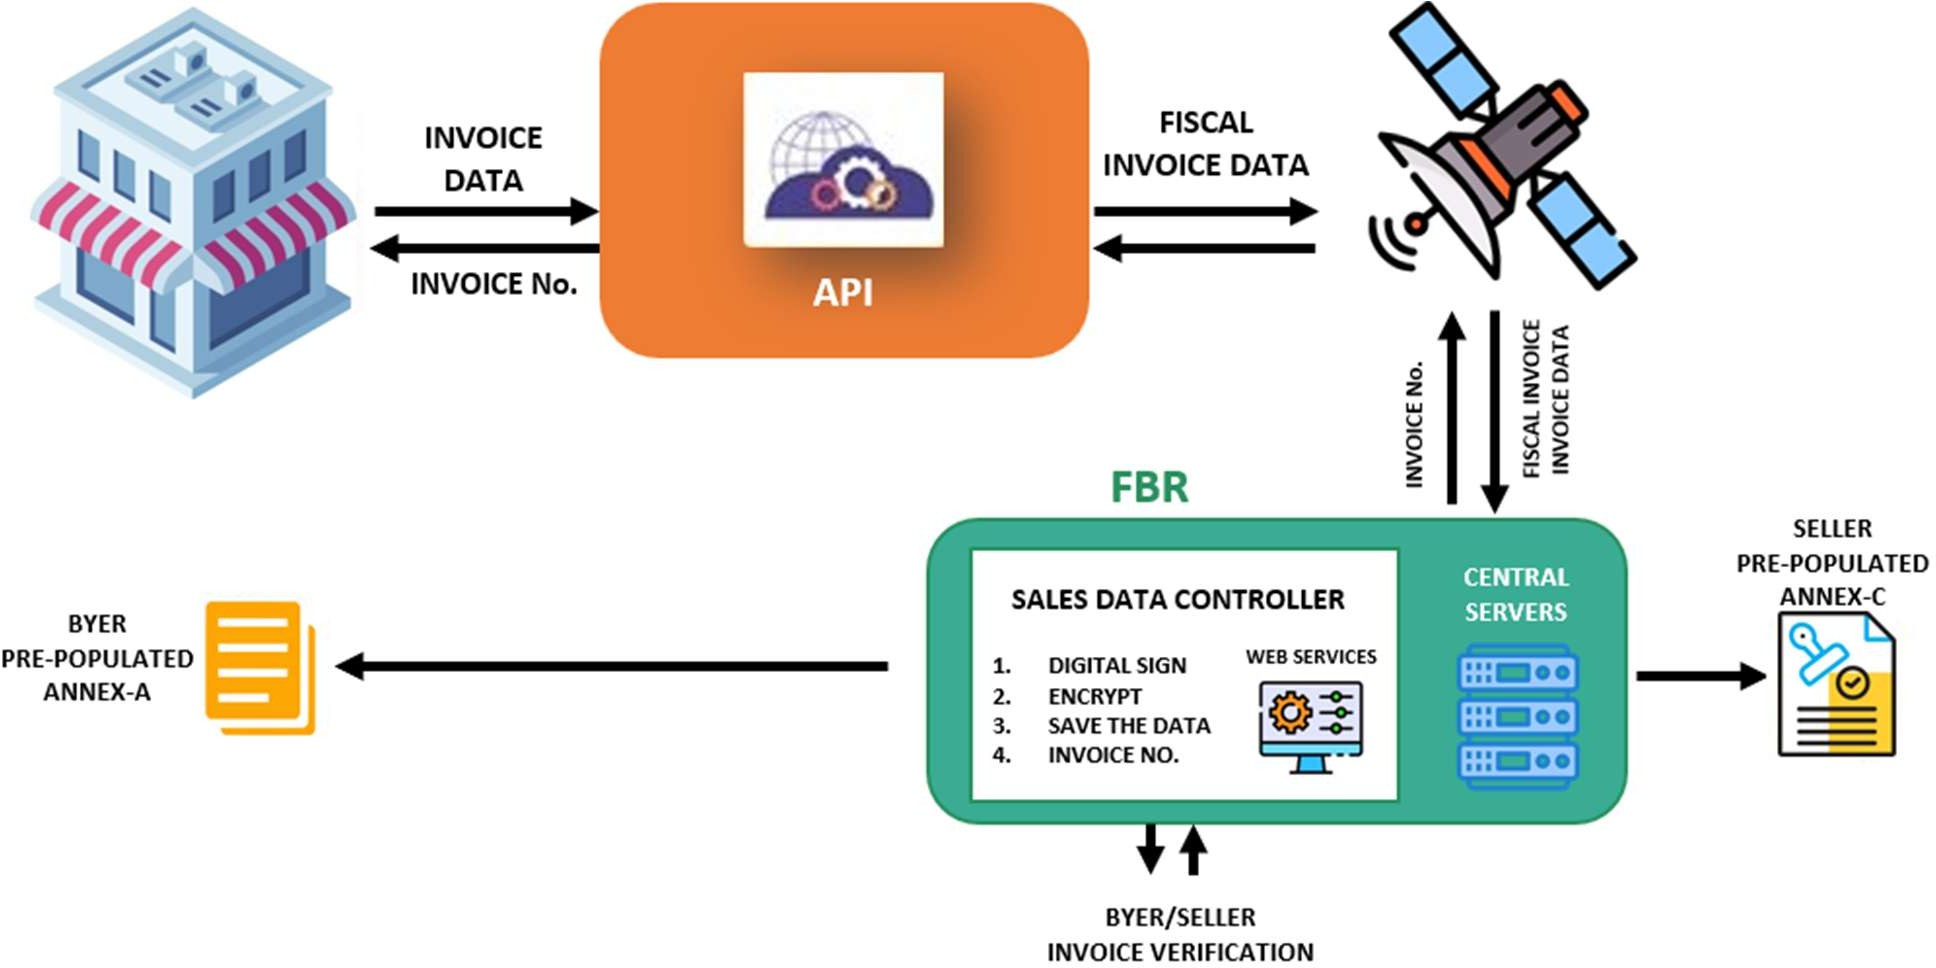 INVOICE
DATA
INVOICE No.
API
FISCAL
INVOICE DATA
INVOICE No.
FISCAL INVOICE
INVOICE DATA
FBR
SALES DATA CONTROLLER
1. DIGITAL SIGN
2. ENCRYPT
3. SAVE THE DATA
4. INVOICE NO.
WEB SERVICES
CENTRAL
SERVERS
SELLER
PRE-POPULATED
ANNEX-C
BYER
PRE-POPULATED
ANNEX-A
BYER/SELLER
INVOICE VERIFICATION